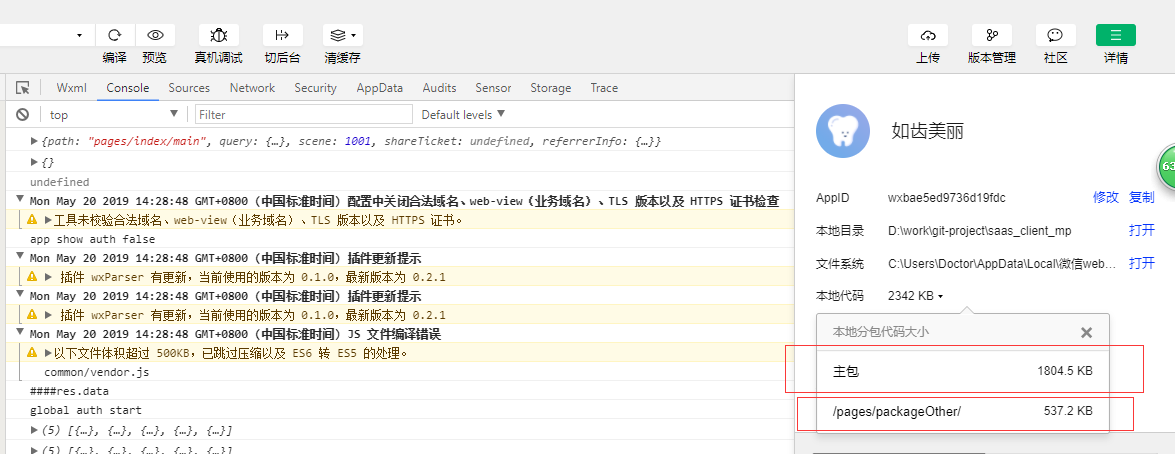 编译 预览 真机调试 切后台 清缓存 上传 版本管理 社区 详情
Wxml Console Sources Network Security AppData Audits Sensor Storage Trace
top Filter Default levels
{path: "pages/index/main", query: {…}, scene: 1001, shareTicket: undefined, referrerInfo: {…}}
{}
undefined
Mon May 20 2019 14:28:48 GMT+0800 (中国标准时间) 配置中关闭合法域名、web-view（业务域名）、TLS 版本以及 HTTPS 证书检查
工具未校验合法域名、web-view（业务域名）、TLS 版本以及 HTTPS 证书。
app show auth false
Mon May 20 2019 14:28:48 GMT+0800 (中国标准时间) 插件更新提示
插件 wxParser 有更新，当前使用的版本为 0.1.0，最新版本为 0.2.1
Mon May 20 2019 14:28:48 GMT+0800 (中国标准时间) 插件更新提示
插件 wxParser 有更新，当前使用的版本为 0.1.0，最新版本为 0.2.1
Mon May 20 2019 14:28:48 GMT+0800 (中国标准时间) JS 文件编译错误
以下文件体积超过 500KB，已跳过压缩以及 ES6 转 ES5 的处理。
common/vendor.js
####res.data
global auth start
(5) [{…}, {…}, {…}, {…}, {…}]
(5) [{…}, {…}, {…}, {…}, {…}]
如齿美丽
63
AppID wxbae5ed9736d19fdc 修改 复制
本地目录 D:\work\git-project\saas_client_mp 打开
文件系统 C:\Users\Doctor\AppData\Local\微信web... 打开
本地代码 2342 KB
本地分包代码大小
主包 1804.5 KB
/pages/packageOther/ 537.2 KB